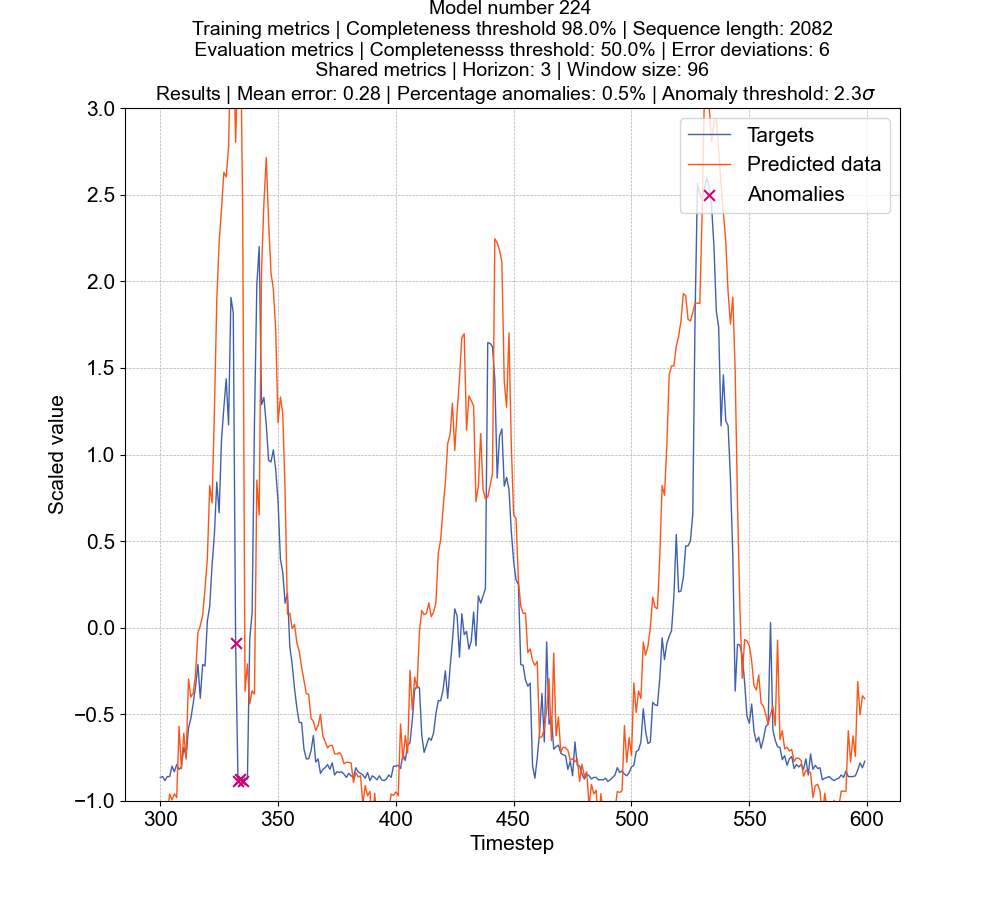 Model number 224
Training metrics | Completeness threshold 98.0% | Sequence length: 2082
Evaluation metrics | Completenesss threshold: 50.0% | Error deviations: 6
Shared metrics | Horizon: 3 | Window size: 96
Results | Mean error: 0.28 | Percentage anomalies: 0.5% | Anomaly threshold: 2.3σ
Targets
Predicted data
Anomalies
3.0
2.5
2.0
1.5
1.0
0.5
0.0
−0.5
−1.0
Scaled value
300
350
400
450
500
550
600
Timestep